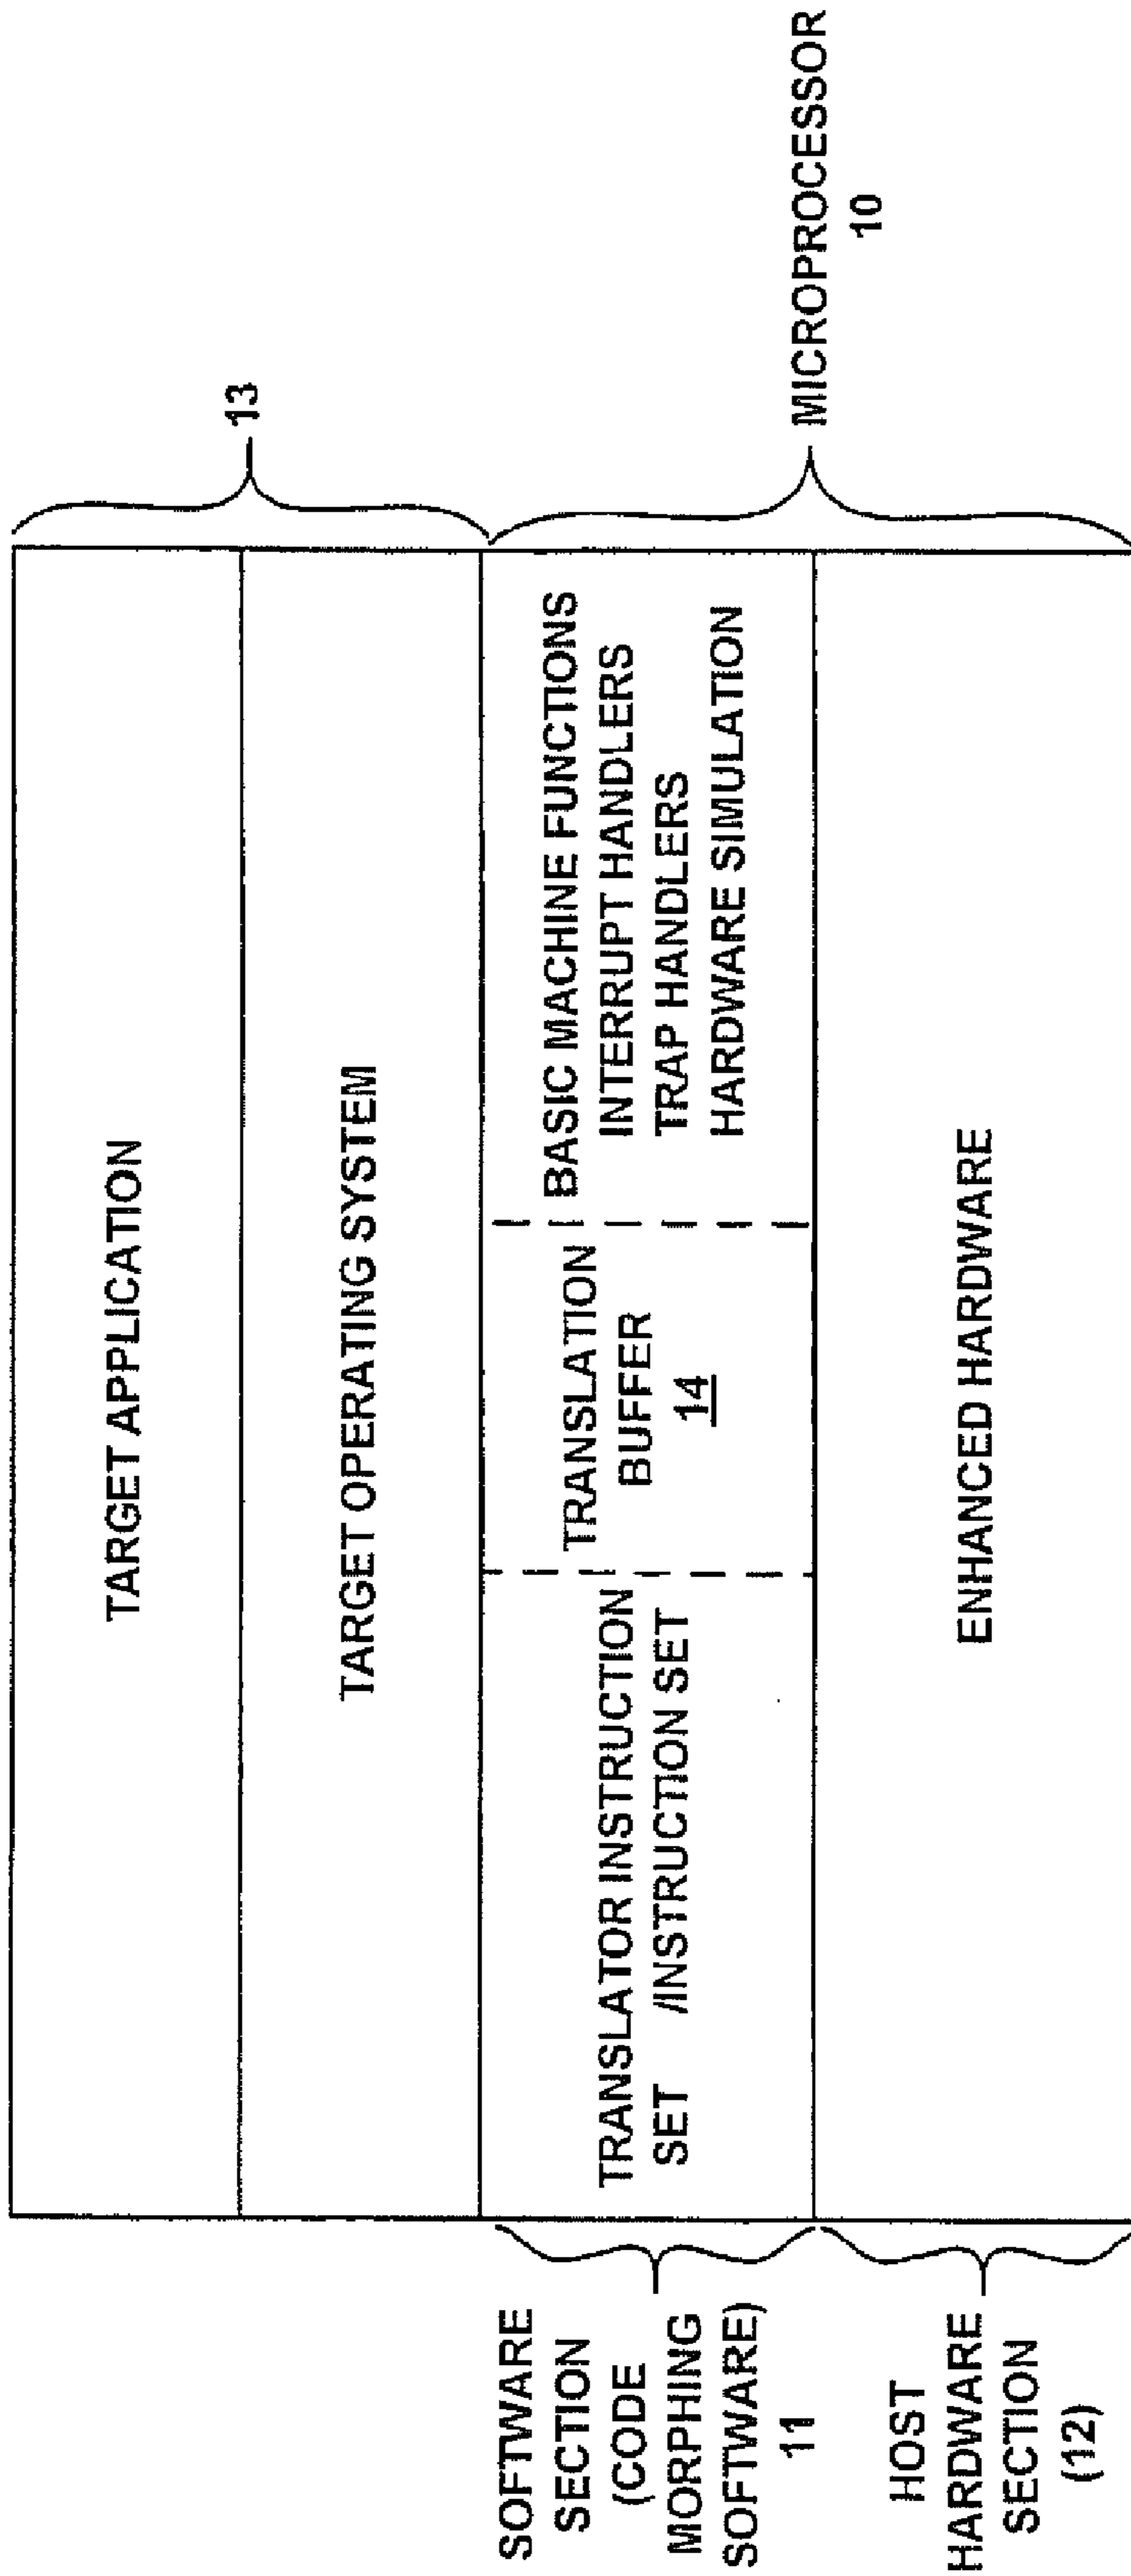 TARGET APPLICATION
TARGET OPERATING SYSTEM
13
SOFTWARE
SECTION
(CODE
MORPHING
SOFTWARE)
11
TRANSLATOR INSTRUCTION
SET /INSTRUCTION SET
TRANSLATION
BUFFER
14
BASIC MACHINE FUNCTIONS
INTERRUPT HANDLERS
TRAP HANDLERS
HARDWARE SIMULATION
MICROPROCESSOR
10
HOST
HARDWARE
SECTION
(12)
ENHANCED HARDWARE